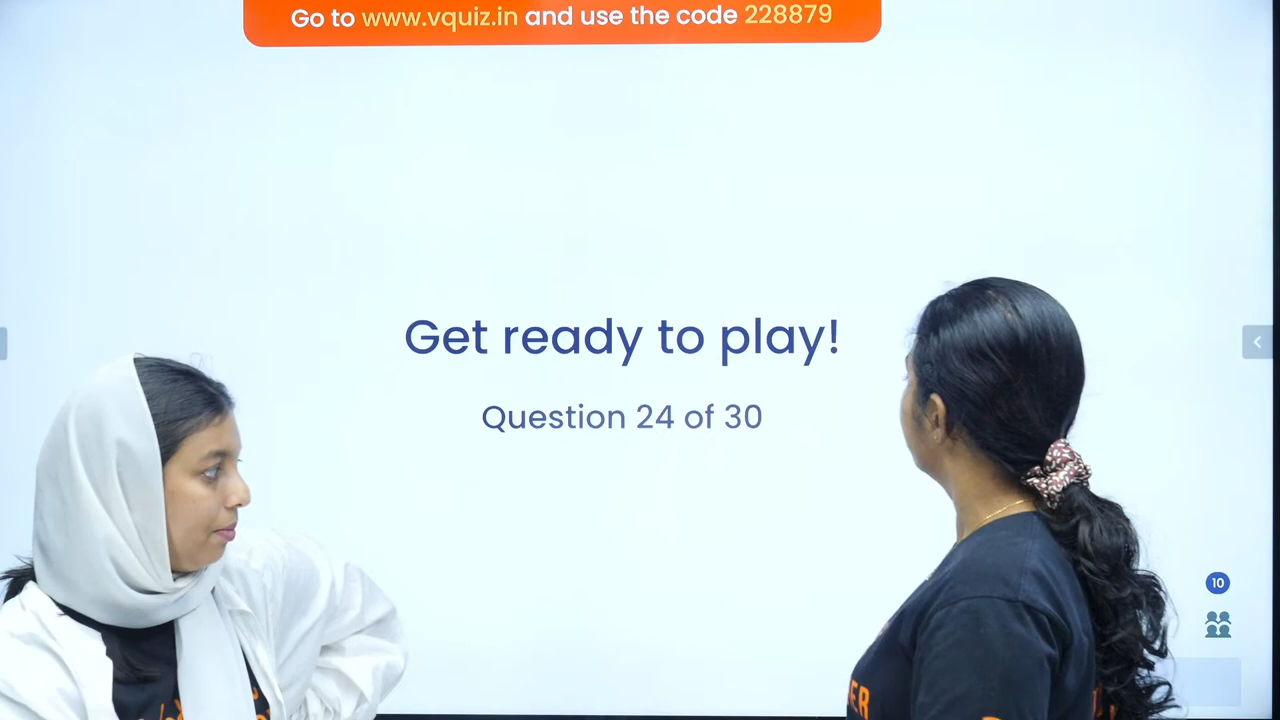 Go to www.vquiz.in and use the code 228879
Get ready to play!
Question 24 of 30
10